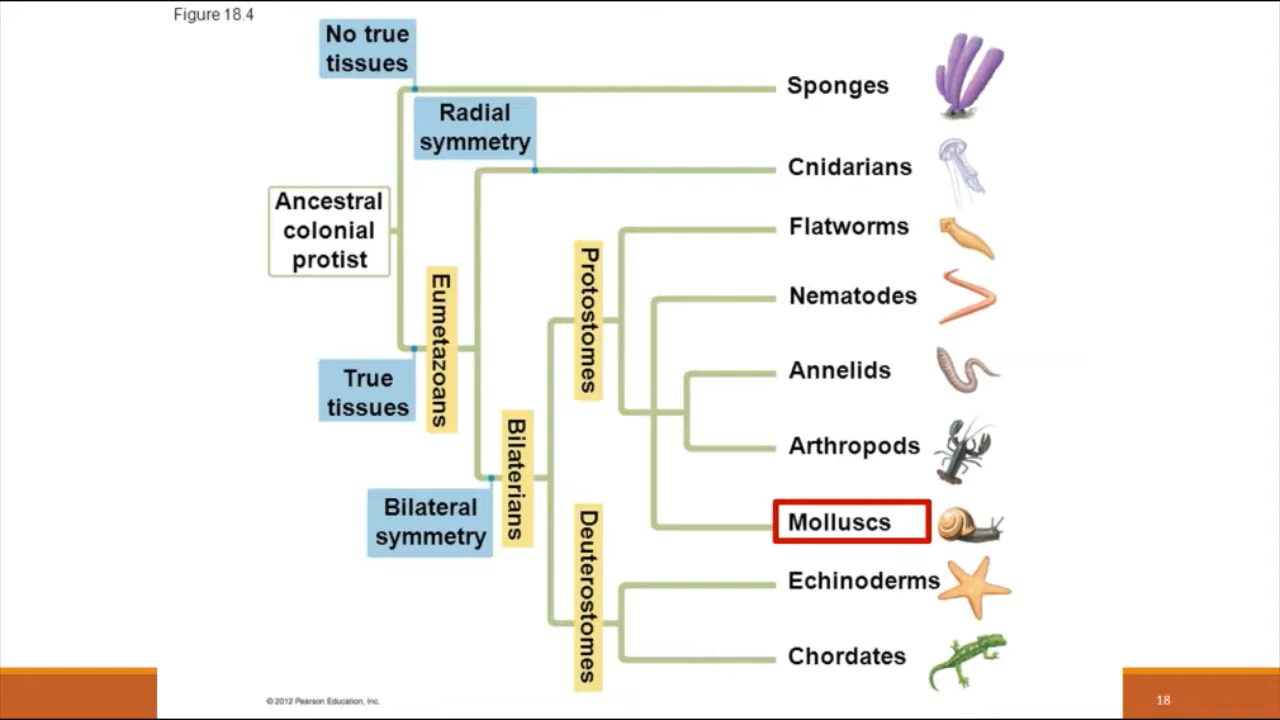 Figure 18.4
No true
tissues
Sponges
Radial
symmetry
Cnidarians
Ancestral
colonial
protist
Flatworms
Protostomes
Eumetazoans
Nematodes
True
tissues
Annelids
Bilaterians
Arthropods
Bilateral
symmetry
Deuterostomes
Molluscs
Echinoderms
Chordates
©2012 Pearson Education, Inc.
18